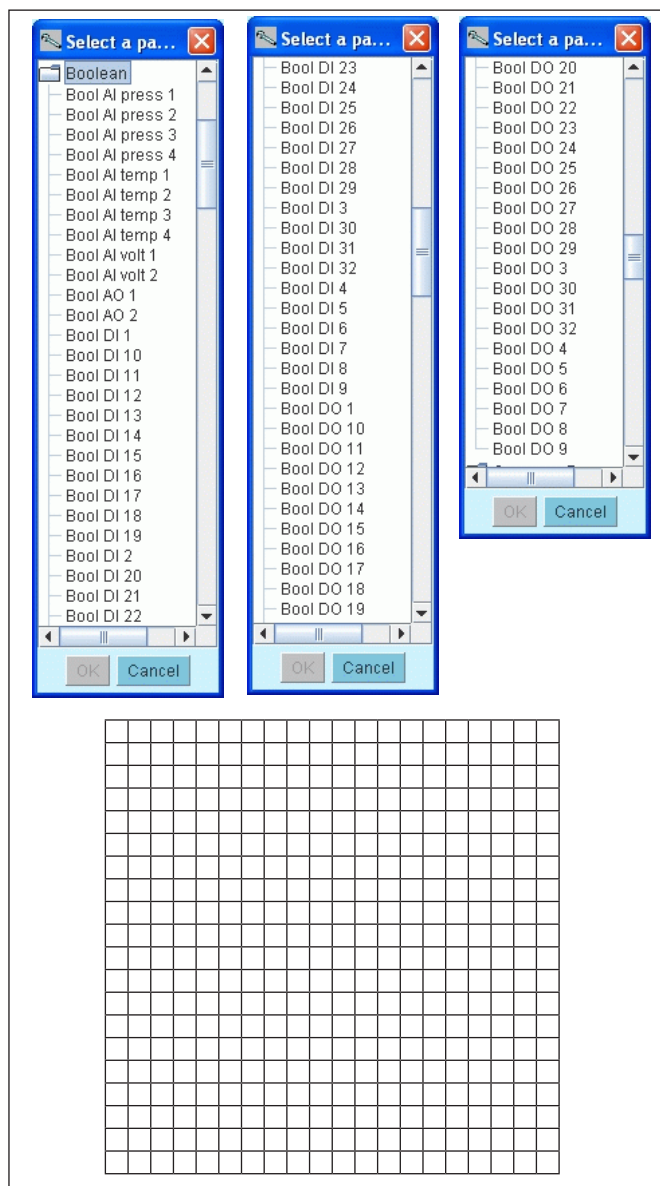 Select a pa...
Boolean
Bool AI press 1
Bool AI press 2
Bool AI press 3
Bool AI press 4
Bool AI temp 1
Bool AI temp 2
Bool AI temp 3
Bool AI temp 4
Bool AI volt 1
Bool AI volt 2
Bool AO 1
Bool AO 2
Bool DI 1
Bool DI 10
Bool DI 11
Bool DI 12
Bool DI 13
Bool DI 14
Bool DI 15
Bool DI 16
Bool DI 17
Bool DI 18
Bool DI 19
Bool DI 2
Bool DI 20
Bool DI 21
Bool DI 22
OK Cancel
Select a pa...
Bool DI 23
Bool DI 24
Bool DI 25
Bool DI 26
Bool DI 27
Bool DI 28
Bool DI 29
Bool DI 3
Bool DI 30
Bool DI 31
Bool DI 32
Bool DI 4
Bool DI 5
Bool DI 6
Bool DI 7
Bool DI 8
Bool DI 9
Bool DO 1
Bool DO 10
Bool DO 11
Bool DO 12
Bool DO 13
Bool DO 14
Bool DO 15
Bool DO 16
Bool DO 17
Bool DO 18
Bool DO 19
OK Cancel
Select a pa...
Bool DO 20
Bool DO 21
Bool DO 22
Bool DO 23
Bool DO 24
Bool DO 25
Bool DO 26
Bool DO 27
Bool DO 28
Bool DO 29
Bool DO 3
Bool DO 30
Bool DO 31
Bool DO 32
Bool DO 4
Bool DO 5
Bool DO 6
Bool DO 7
Bool DO 8
Bool DO 9
OK Cancel